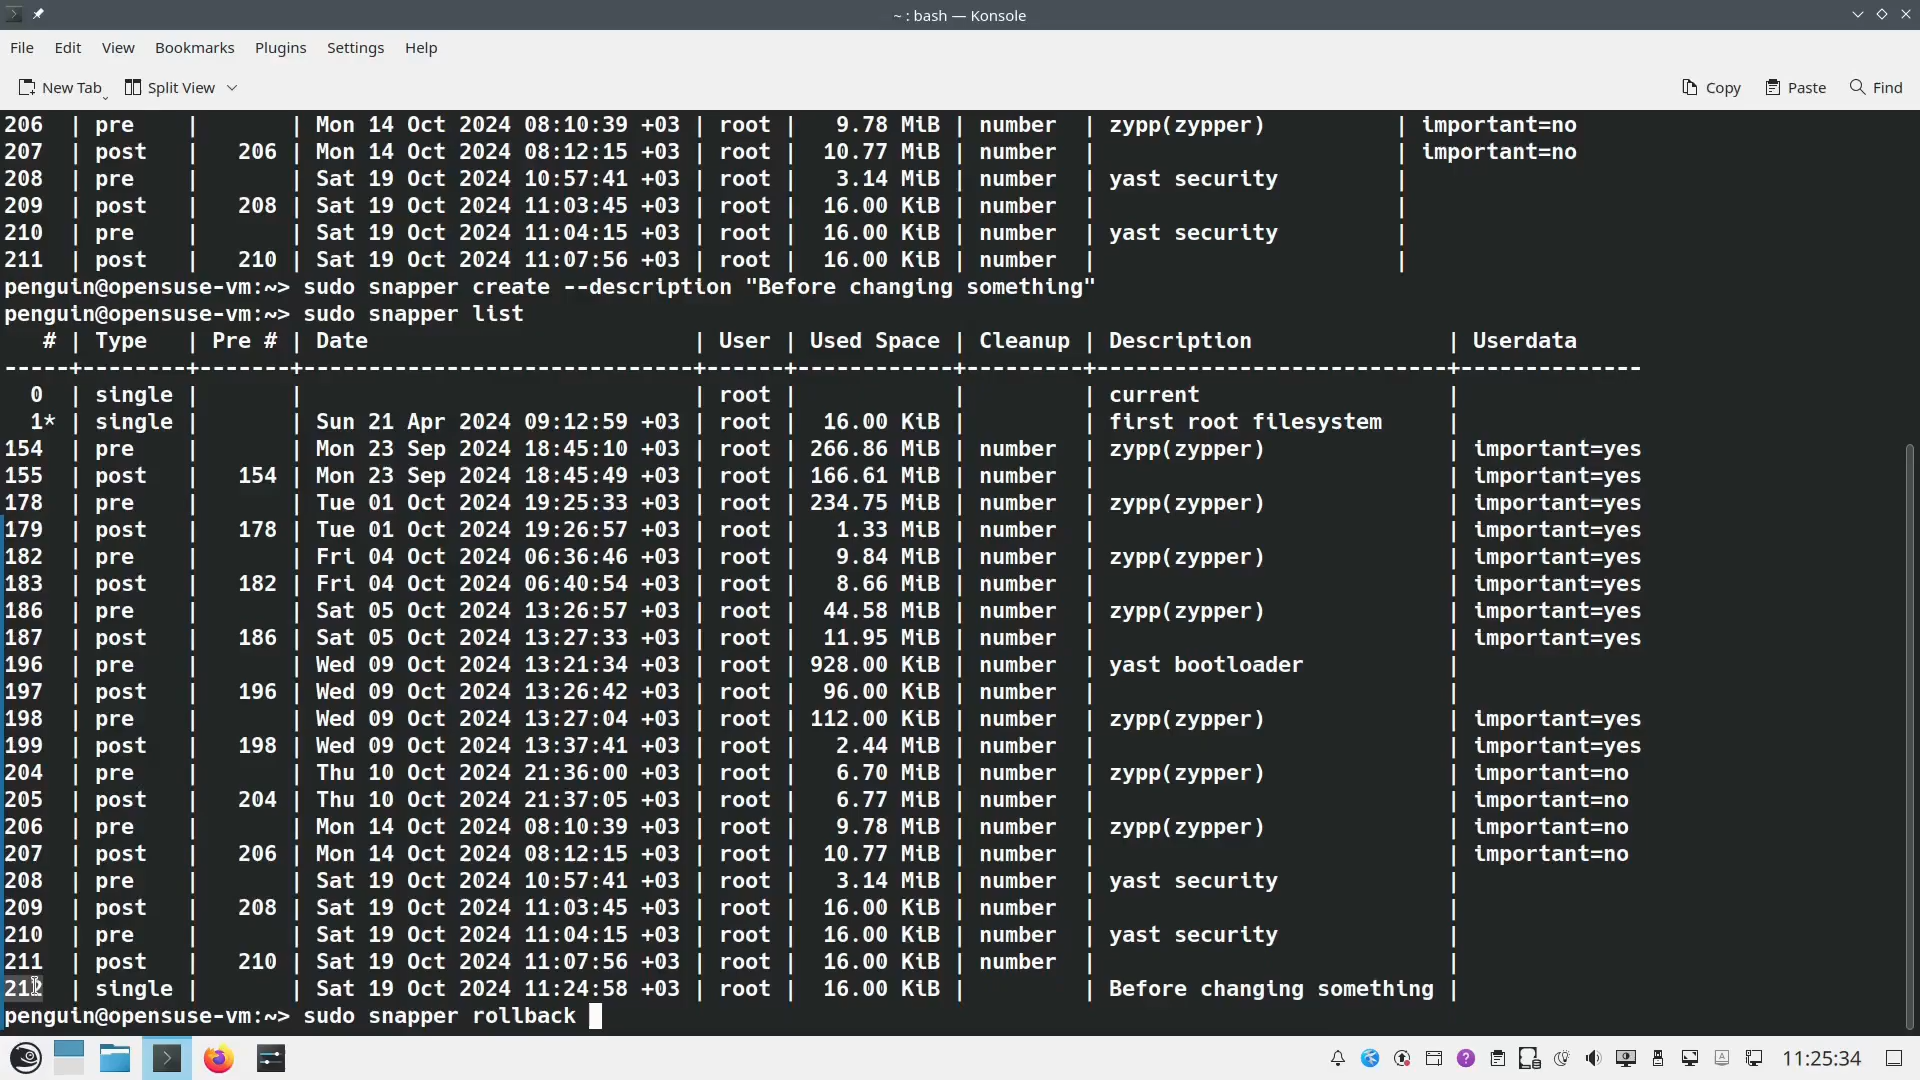 ~ : bash — Konsole
File Edit View Bookmarks Plugins Settings Help
New Tab Split View Copy Paste Find
206 | pre | | Mon 14 Oct 2024 08:10:39 +03 | root | 9.78 MiB | number | zypp(zypper) | important=no
207 | post | 206 | Mon 14 Oct 2024 08:12:15 +03 | root | 10.77 MiB | number | | important=no
208 | pre | | Sat 19 Oct 2024 10:57:41 +03 | root | 3.14 MiB | number | yast security |
209 | post | 208 | Sat 19 Oct 2024 11:03:45 +03 | root | 16.00 KiB | number | |
210 | pre | | Sat 19 Oct 2024 11:04:15 +03 | root | 16.00 KiB | number | yast security |
211 | post | 210 | Sat 19 Oct 2024 11:07:56 +03 | root | 16.00 KiB | number | |
penguin@opensuse-vm:~> sudo snapper create --description "Before changing something"
penguin@opensuse-vm:~> sudo snapper list
# | Type | Pre # | Date | User | Used Space | Cleanup | Description | Userdata
-----+--------+-------+------------------------------+------+------------+---------+---------------------------+--------------
0 | single | | | root | | | current |
1* | single | | Sun 21 Apr 2024 09:12:59 +03 | root | 16.00 KiB | | first root filesystem |
154 | pre | | Mon 23 Sep 2024 18:45:10 +03 | root | 266.86 MiB | number | zypp(zypper) | important=yes
155 | post | 154 | Mon 23 Sep 2024 18:45:49 +03 | root | 166.61 MiB | number | | important=yes
178 | pre | | Tue 01 Oct 2024 19:25:33 +03 | root | 234.75 MiB | number | zypp(zypper) | important=yes
179 | post | 178 | Tue 01 Oct 2024 19:26:57 +03 | root | 1.33 MiB | number | | important=yes
182 | pre | | Fri 04 Oct 2024 06:36:46 +03 | root | 9.84 MiB | number | zypp(zypper) | important=yes
183 | post | 182 | Fri 04 Oct 2024 06:40:54 +03 | root | 8.66 MiB | number | | important=yes
186 | pre | | Sat 05 Oct 2024 13:26:57 +03 | root | 44.58 MiB | number | zypp(zypper) | important=yes
187 | post | 186 | Sat 05 Oct 2024 13:27:33 +03 | root | 11.95 MiB | number | | important=yes
196 | pre | | Wed 09 Oct 2024 13:21:34 +03 | root | 928.00 KiB | number | yast bootloader |
197 | post | 196 | Wed 09 Oct 2024 13:26:42 +03 | root | 96.00 KiB | number | |
198 | pre | | Wed 09 Oct 2024 13:27:04 +03 | root | 112.00 KiB | number | zypp(zypper) | important=yes
199 | post | 198 | Wed 09 Oct 2024 13:37:41 +03 | root | 2.44 MiB | number | | important=yes
204 | pre | | Thu 10 Oct 2024 21:36:00 +03 | root | 6.70 MiB | number | zypp(zypper) | important=no
205 | post | 204 | Thu 10 Oct 2024 21:37:05 +03 | root | 6.77 MiB | number | | important=no
206 | pre | | Mon 14 Oct 2024 08:10:39 +03 | root | 9.78 MiB | number | zypp(zypper) | important=no
207 | post | 206 | Mon 14 Oct 2024 08:12:15 +03 | root | 10.77 MiB | number | | important=no
208 | pre | | Sat 19 Oct 2024 10:57:41 +03 | root | 3.14 MiB | number | yast security |
209 | post | 208 | Sat 19 Oct 2024 11:03:45 +03 | root | 16.00 KiB | number | |
210 | pre | | Sat 19 Oct 2024 11:04:15 +03 | root | 16.00 KiB | number | yast security |
211 | post | 210 | Sat 19 Oct 2024 11:07:56 +03 | root | 16.00 KiB | number | |
212 | single | | Sat 19 Oct 2024 11:24:58 +03 | root | 16.00 KiB | | Before changing something |
penguin@opensuse-vm:~> sudo snapper rollback
11:25:34